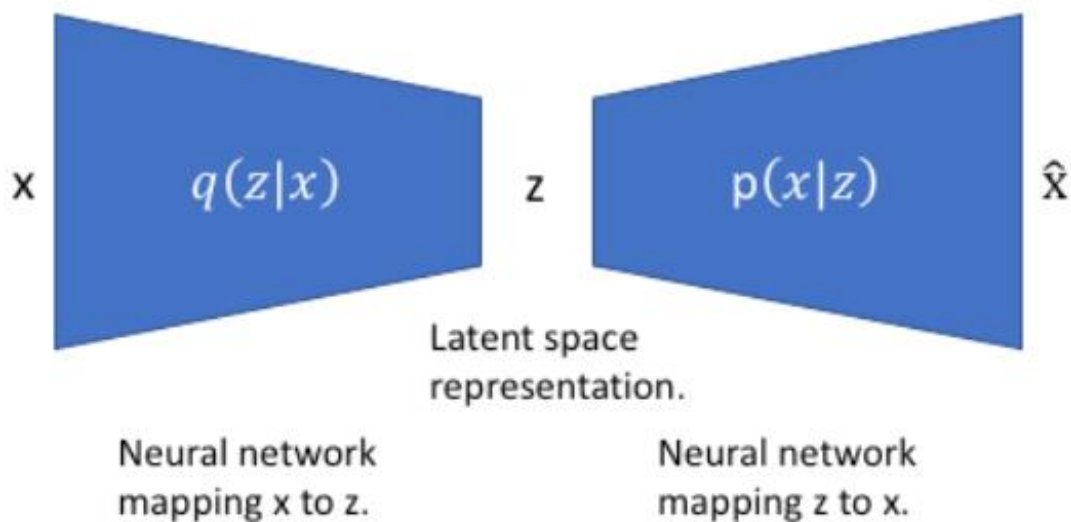 x
q(z|x)
z
p(x|z)
x̂
Latent space
representation.
Neural network
mapping x to z.
Neural network
mapping z to x.